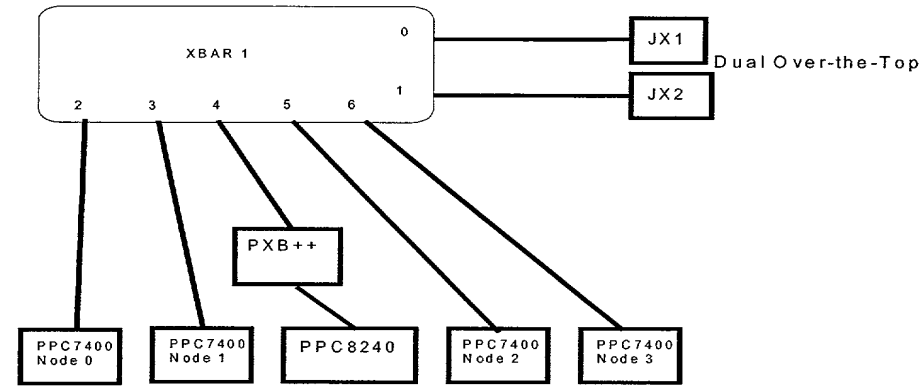 0
JX1
XBAR 1
Dual Over-the-Top
1
JX2
2 3 4 5 6
PXB++
PPC7400
Node 0
PPC7400
Node 1
PPC8240
PPC7400
Node 2
PPC7400
Node 3